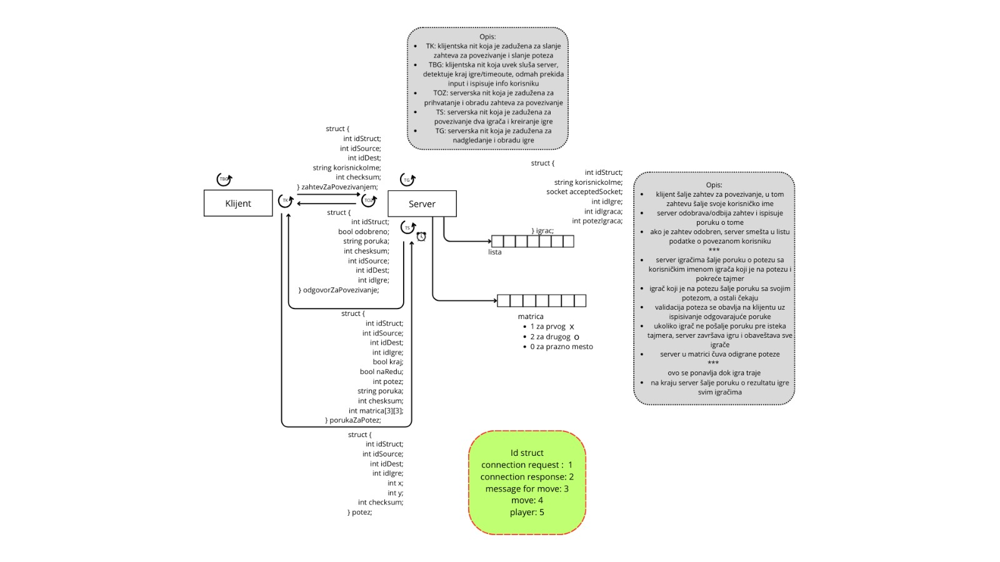 Opis:
TK: klijentska nit koja je zadužena za slanje
zahteva za povezivanje i slanje poteza
TBG: klijentska nit koja uvek sluša server,
detektuje kraj igre/timeoute, odmah prekida
input i ispisuje info korisniku
TOZ: serverska nit koja je zadužena za
prihvatanje i obradu zahteva za povezivanje
TS: serverska nit koja je zadužena za
povezivanje dva igrača i kreiranje igre
TG: serverska nit koja je zadužena za
nadgledanje i obradu igre
struct {
int idStruct;
int idSource;
int idDest;
string korisnickoIme;
int checksum;
} zahtevZaPovezivanjem;
TBG
Klijent
TK
TOZ
TG
Server
TS
struct {
int idStruct;
bool odobreno;
string poruka;
int chesksum;
int idSource;
int idDest;
int idIgre;
} odgovorZaPovezivanje;
struct {
int idStruct;
string korisnickoIme;
socket acceptedSocket;
int idIgre;
int idIgraca;
int potezIgraca;
} igrac;
lista
matrica
1 za prvog x
2 za drugog o
0 za prazno mesto
struct {
int idStruct;
int idSource;
int idDest;
int idIgre;
bool kraj;
bool naRedu;
int potez;
string poruka;
int chesksum;
int matrica[3][3];
} porukaZaPotez;
struct {
int idStruct;
int idSource;
int idDest;
int idIgre;
int x;
int y;
int checksum;
} potez;
Opis:
klijent šalje zahtev za povezivanje, u tom
zahtevu šalje svoje korisničko ime
server odobrava/odbija zahtev i ispisuje
poruku o tome
ako je zahtev odobren, server smešta u listu
podatke o povezanom korisniku
***
server igračima šalje poruku o potezu sa
korisničkim imenom igrača koji je na potezu i
pokreće tajmer
igrač koji je na potezu šalje poruku sa svojim
potezom, a ostali čekaju
validacija poteza se obavlja na klijentu uz
ispisivanje odgovarajuće poruke
ukoliko igrač ne pošalje poruku pre isteka
tajmera, server završava igru i obaveštava sve
igrače
server u matrici čuva odigrane poteze
***
ovo se ponavlja dok igra traje
na kraju server šalje poruku o rezultatu igre
svim igračima
Id struct
connection request : 1
connection response: 2
message for move: 3
move: 4
player: 5